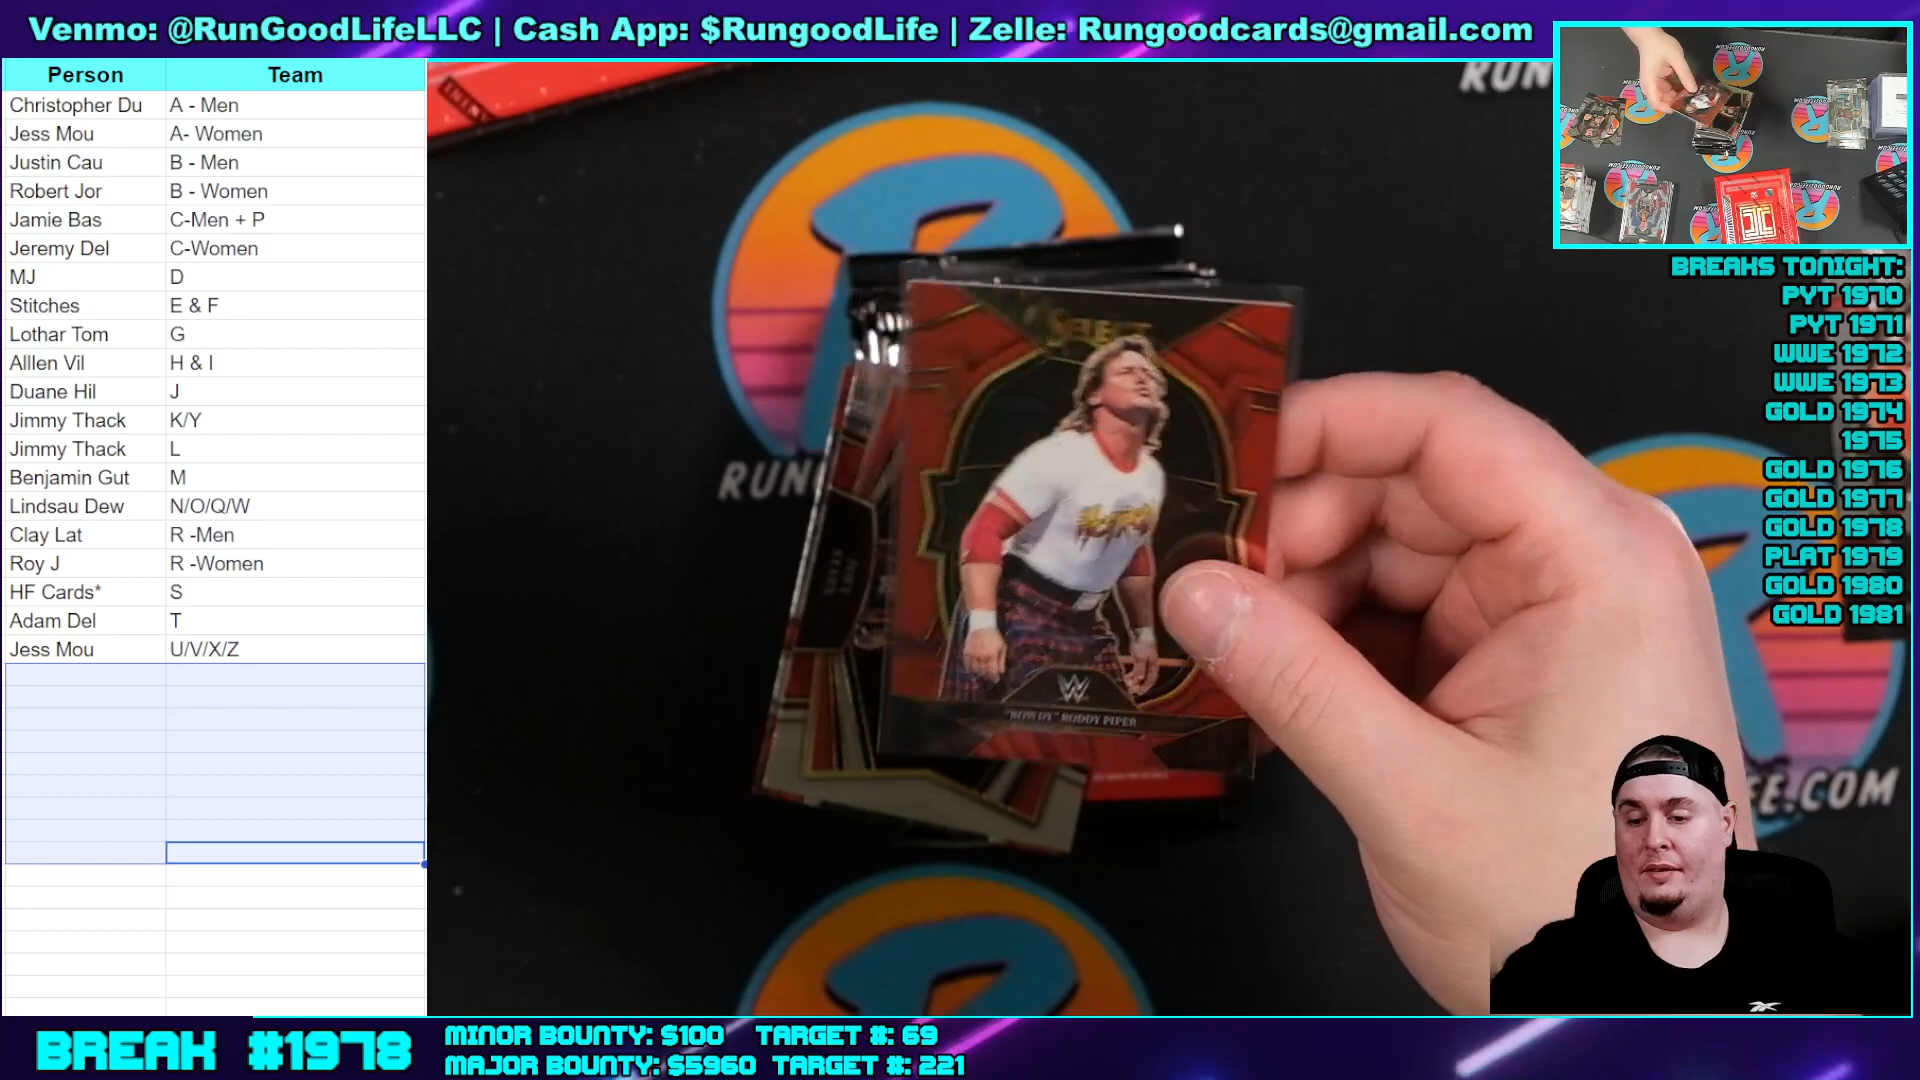 Venmo: @RunGoodLifeLLC | Cash App: $RungoodLife | Zelle: Rungoodcards@gmail.com
Person Team
Christopher Du A - Men
Jess Mou A- Women
Justin Cau B - Men
Robert Jor B - Women
Jamie Bas C-Men + P
Jeremy Del C-Women
MJ D
Stitches E & F
Lothar Tom G
Alllen Vil H & I
Duane Hil J
Jimmy Thack K/Y
Jimmy Thack L
Benjamin Gut M
Lindsau Dew N/O/Q/W
Clay Lat R -Men
Roy J R -Women
HF Cards* S
Adam Del T
Jess Mou U/V/X/Z
RUN
RUN
SELECT
W
"ROWDY" RODDY PIPER
FE.COM
BREAKS TONIGHT:
PYT 1970
PYT 1971
WWE 1972
WWE 1973
GOLD 1974
1975
GOLD 1976
GOLD 1977
GOLD 1978
PLAT 1979
GOLD 1980
GOLD 1981
BREAK #1978
MINOR BOUNTY: $100 TARGET #: 69
MAJOR BOUNTY: $5960 TARGET #: 221